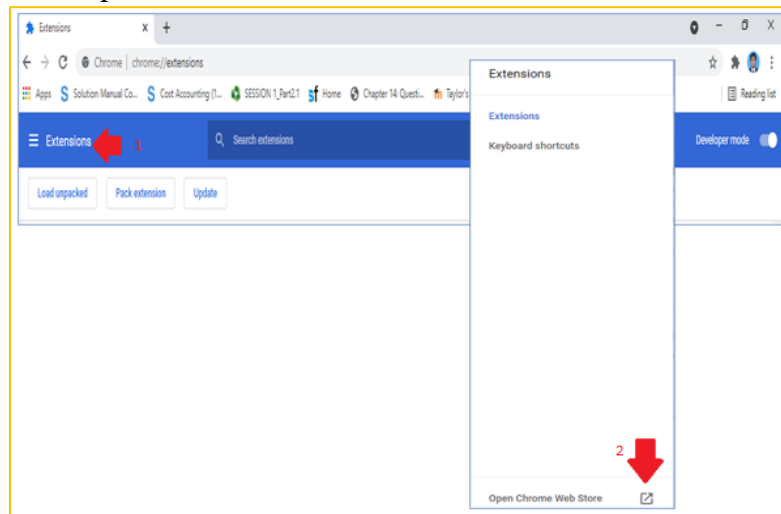 Extensions
Chrome | chrome://extensions
Apps Solution Manual Co... Cost Accounting (1... SESSION 1_Part2.1 Home Chapter 14: Questi... Taylor's Reading list
Extensions 1 Search extensions Developer mode
Load unpacked Pack extension Update
Extensions
Extensions
Keyboard shortcuts
2
Open Chrome Web Store